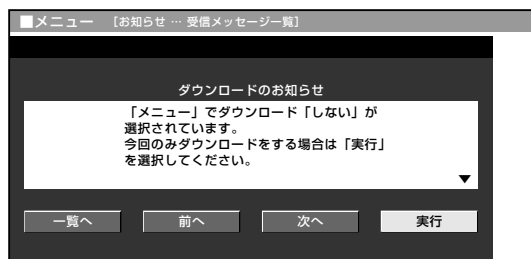 ■メニュー [お知らせ … 受信メッセージ一覧]
ダウンロードのお知らせ
「メニュー」でダウンロード「しない」が
選択されています。
今回のみダウンロードをする場合は「実行」
を選択してください。
▼
一覧へ 前へ 次へ 実行